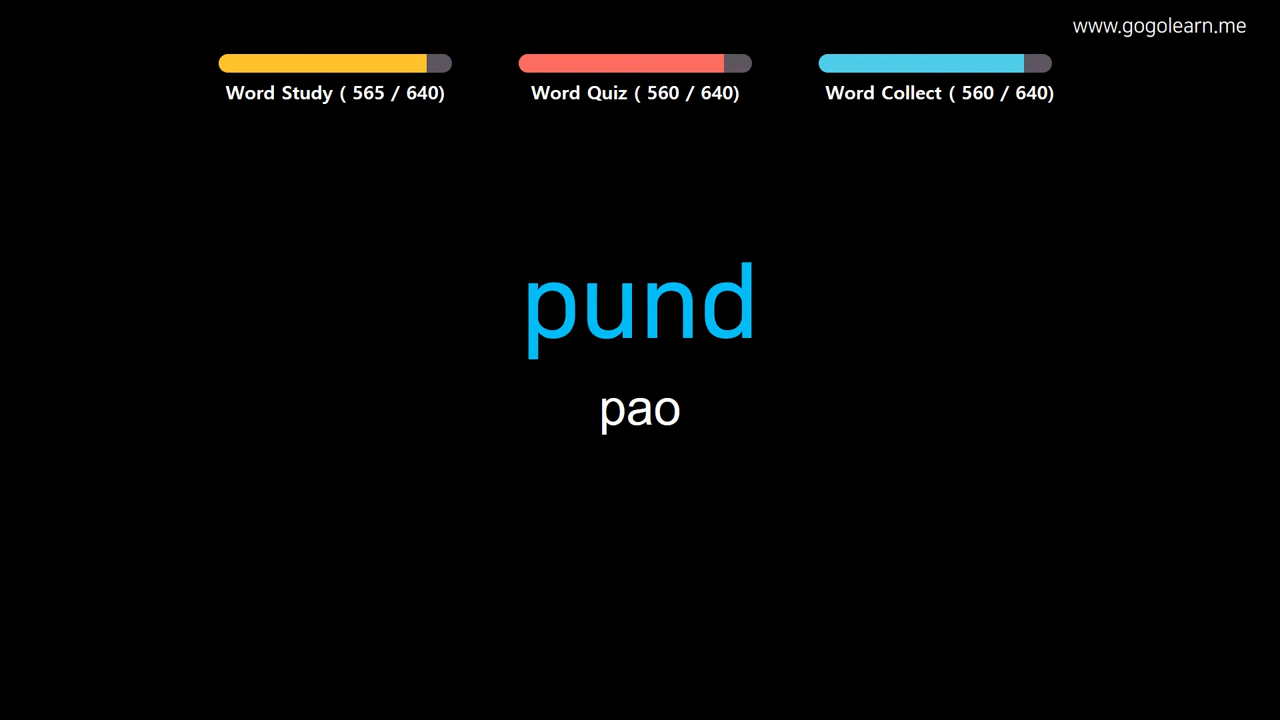 www.gogolearn.me
Word Study ( 565 / 640)
Word Quiz ( 560 / 640)
Word Collect ( 560 / 640)
pund
pao